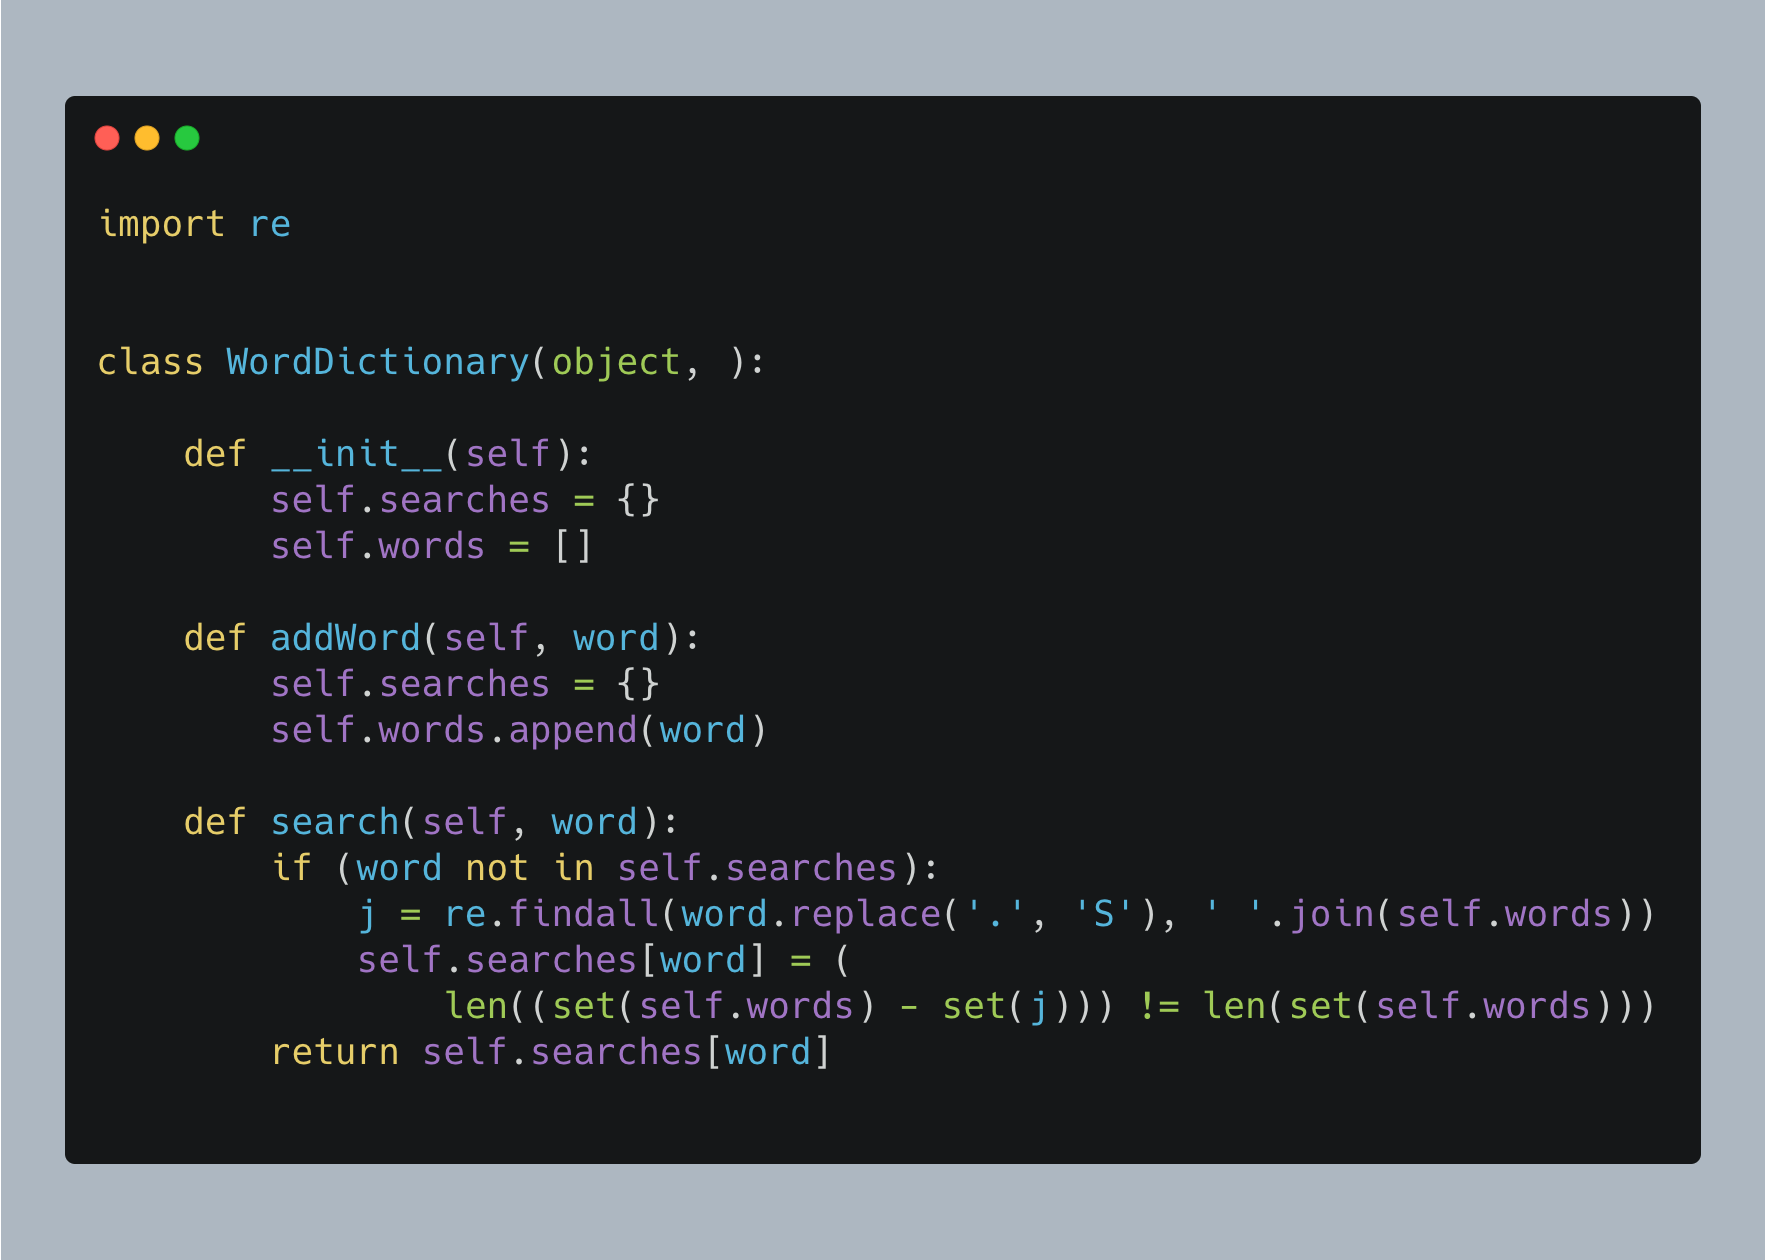 import re
class WordDictionary(object, ):
    def __init__(self):
        self.searches = {}
        self.words = []
    def addWord(self, word):
        self.searches = {}
        self.words.append(word)
    def search(self, word):
        if (word not in self.searches):
            j = re.findall(word.replace('.', 'S'), ' '.join(self.words))
            self.searches[word] = (
                len((set(self.words) - set(j))) != len(set(self.words)))
        return self.searches[word]